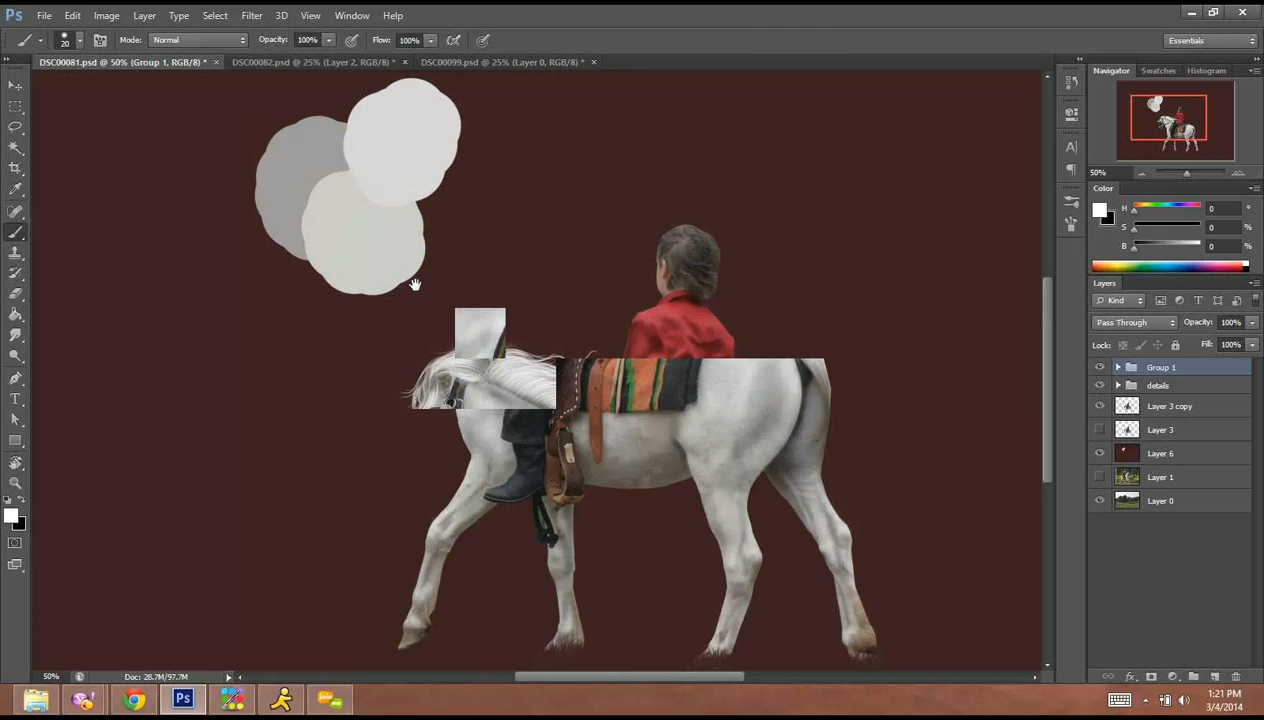 Ps File Edit Image Layer Type Select Filter 3D View Window Help
20 Mode: Normal Opacity: 100% Flow: 100% Essentials
DSC00081.psd @ 50% (Group 1, RGB/8) * × DSC00082.psd @ 25% (Layer 2, RGB/8) * × DSC00099.psd @ 25% (Layer 0, RGB/8) * ×
Navigator Swatches Histogram
50%
Color
H 0 °
S 0 %
B 0 %
Layers
Kind
Pass Through Opacity: 100%
Lock: Fill: 100%
Group 1
details
Layer 3 copy
Layer 3
Layer 6
Layer 1
Layer 0
50% Doc: 28.7M/97.7M
Ps 1:21 PM
3/4/2014